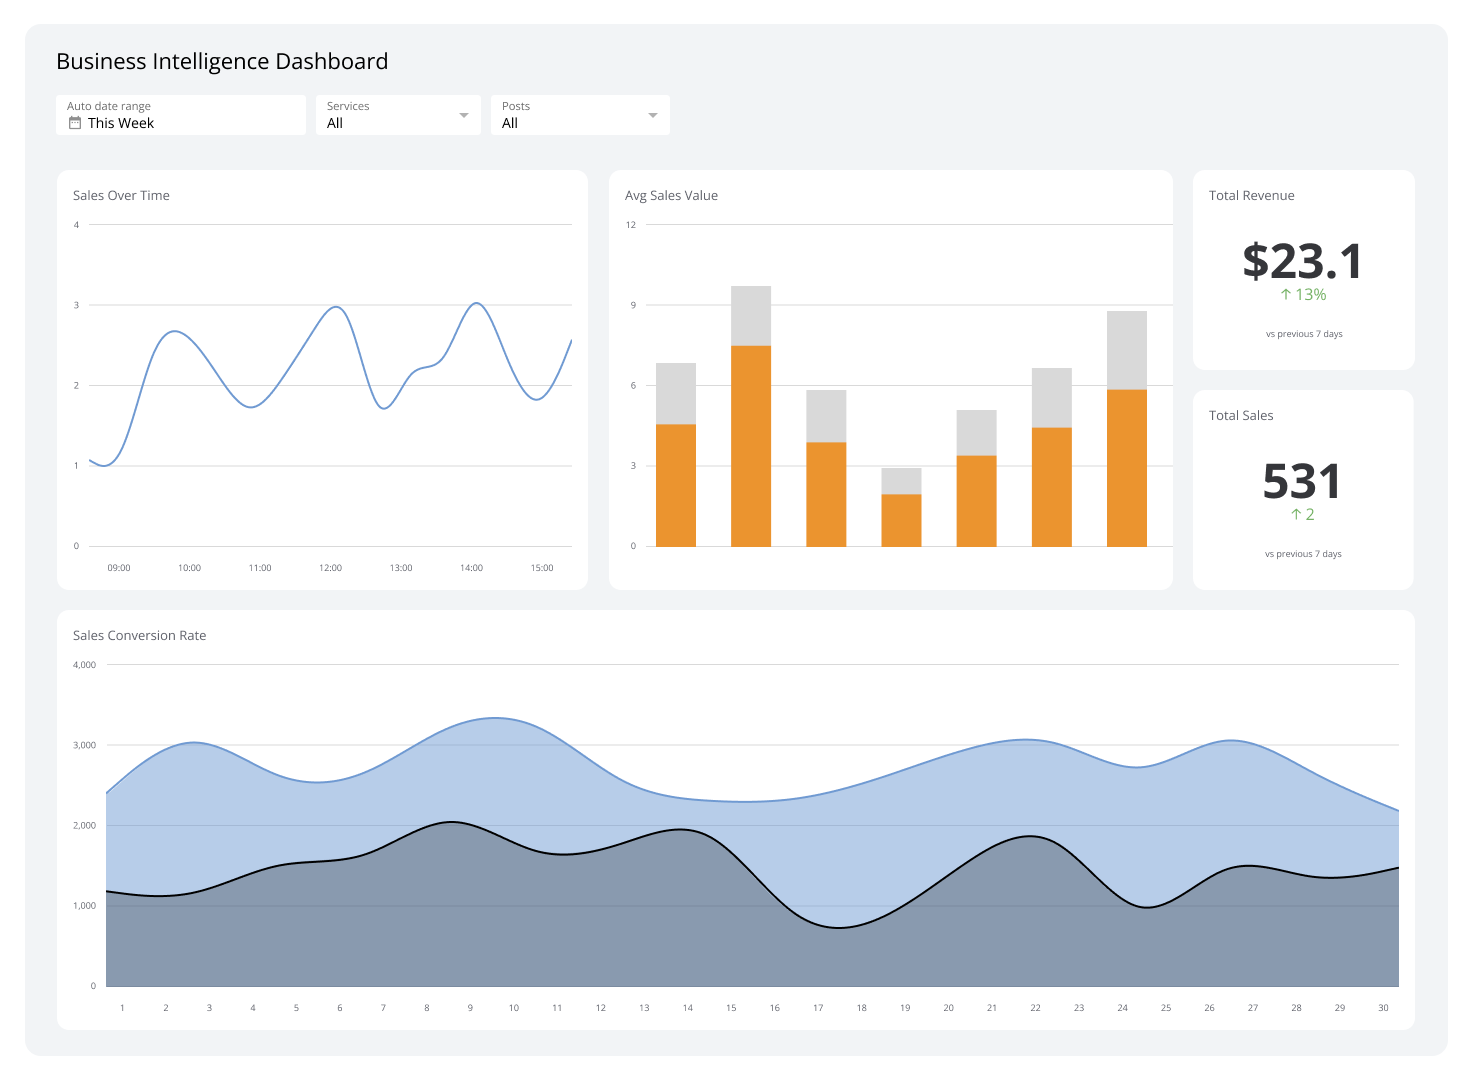 Business Intelligence Dashboard
Auto date range
This Week
Services
All
Posts
All
Sales Over Time
4
3
2
1
0
09:00 10:00 11:00 12:00 13:00 14:00 15:00
Avg Sales Value
12
9
6
3
0
Total Revenue
$23.1
↑ 13%
vs previous 7 days
Total Sales
531
↑ 2
vs previous 7 days
Sales Conversion Rate
4,000
3,000
2,000
1,000
0
1 2 3 4 5 6 7 8 9 10 11 12 13 14 15 16 17 18 19 20 21 22 23 24 25 26 27 28 29 30